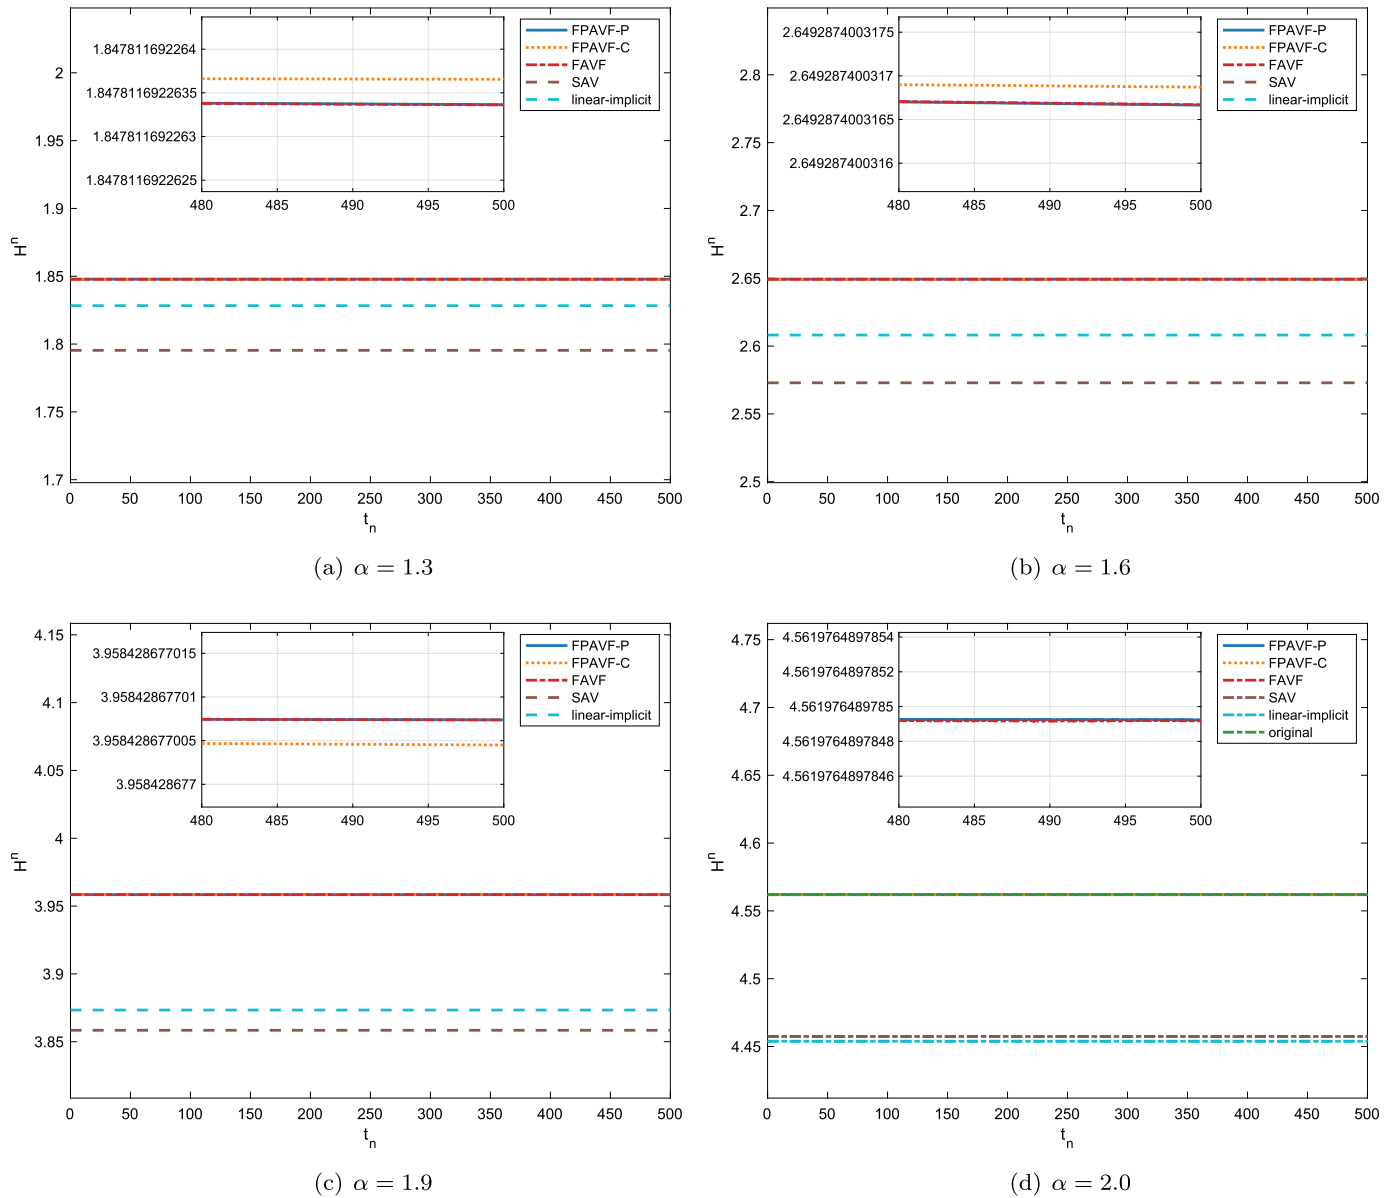 2
1.95
1.9
1.85
1.8
1.75
1.7
H^n
0 50 100 150 200 250 300 350 400 450 500
t_n
1.847811692264
1.8478116922635
1.847811692263
1.8478116922625
480 485 490 495 500
FPAVF-P
FPAVF-C
FAVF
SAV
linear-implicit
(a) α = 1.3
2.8
2.75
2.7
2.65
2.6
2.55
2.5
H^n
0 50 100 150 200 250 300 350 400 450 500
t_n
2.6492874003175
2.649287400317
2.6492874003165
2.649287400316
480 485 490 495 500
FPAVF-P
FPAVF-C
FAVF
SAV
linear-implicit
(b) α = 1.6
4.15
4.1
4.05
4
3.95
3.9
3.85
H^n
0 50 100 150 200 250 300 350 400 450 500
t_n
3.958428677015
3.95842867701
3.958428677005
3.958428677
480 485 490 495 500
FPAVF-P
FPAVF-C
FAVF
SAV
linear-implicit
(c) α = 1.9
4.75
4.7
4.65
4.6
4.55
4.5
4.45
H^n
0 50 100 150 200 250 300 350 400 450 500
t_n
4.5619764897854
4.5619764897852
4.561976489785
4.5619764897848
4.5619764897846
480 485 490 495 500
FPAVF-P
FPAVF-C
FAVF
SAV
linear-implicit
original
(d) α = 2.0